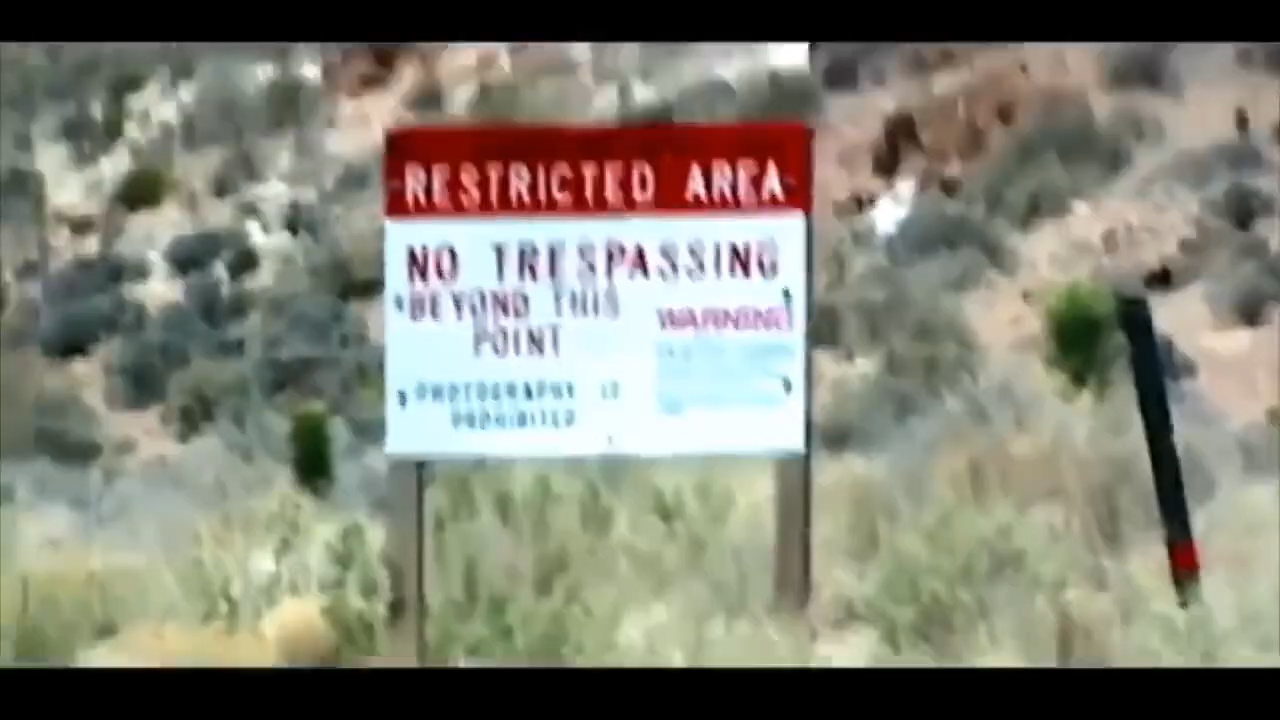 RESTRICTED AREA
NO TRESPASSING
BEYOND THIS
POINT
WARNING
PHOTOGRAPHY IS
PROHIBITED